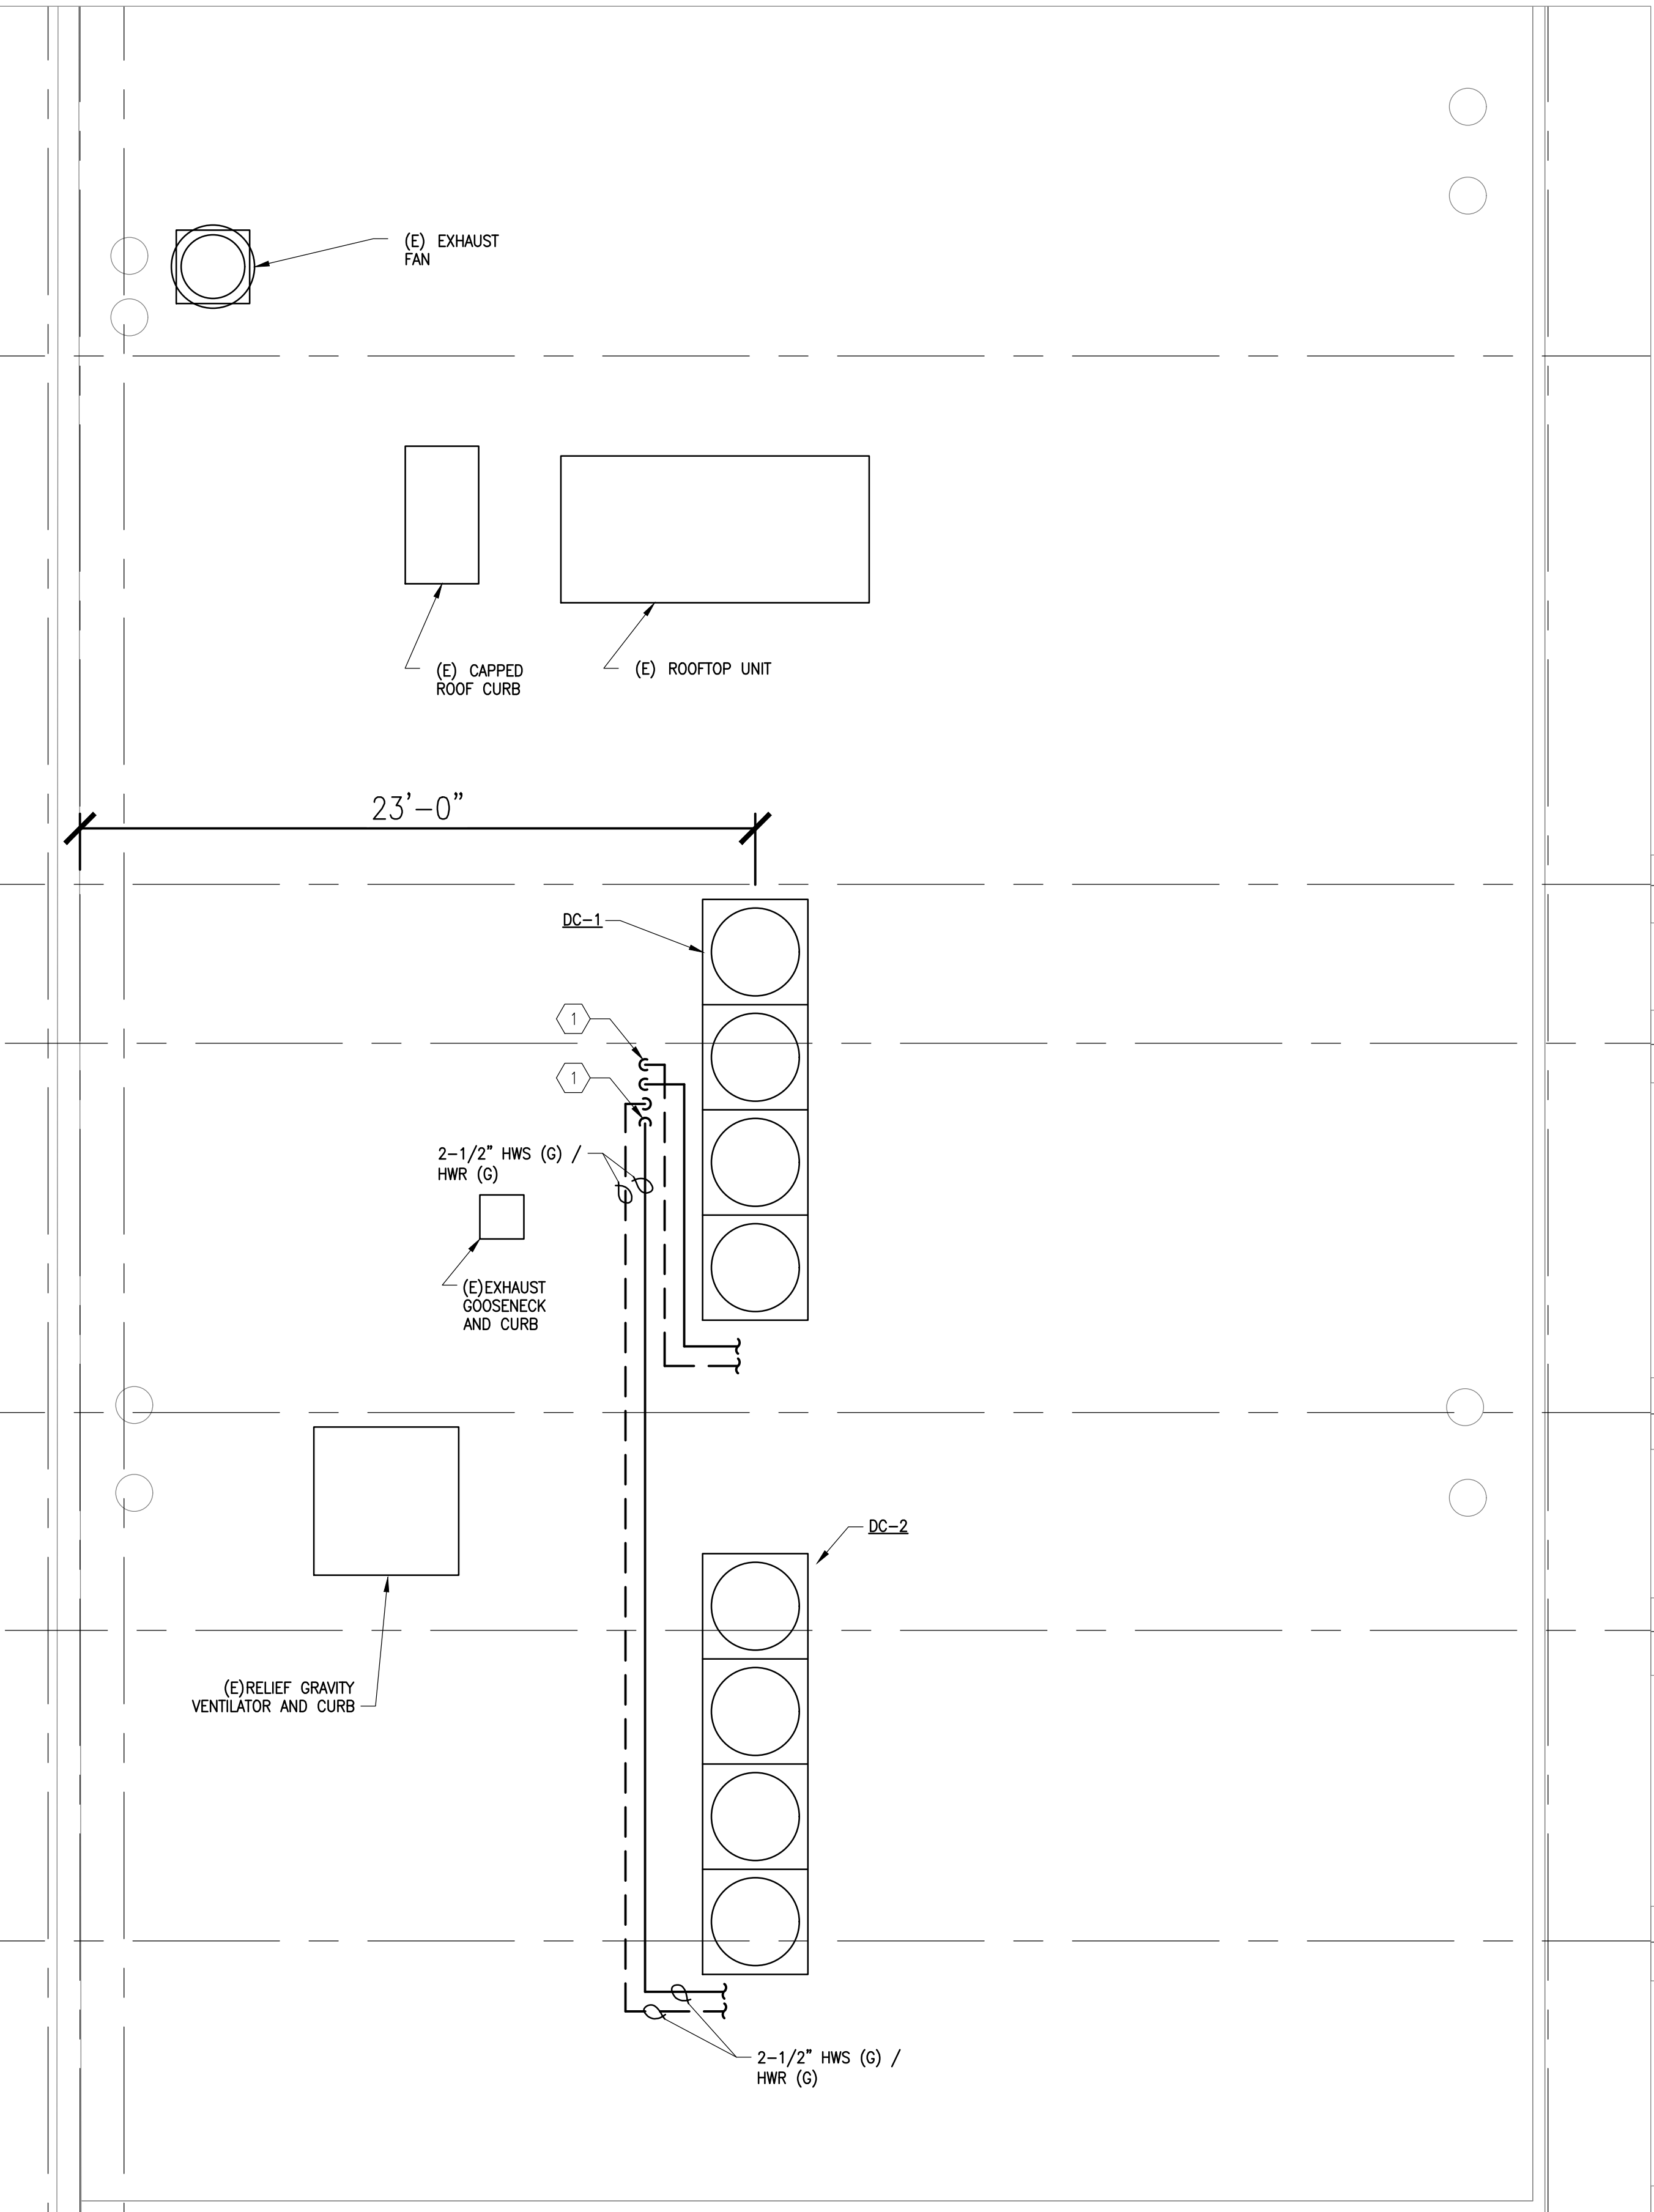 (E) EXHAUST
FAN
(E) CAPPED
ROOF CURB
(E) ROOFTOP UNIT
23'-0"
DC-1
1
1
2-1/2" HWS (G) /
HWR (G)
(E)EXHAUST
GOOSENECK
AND CURB
DC-2
(E)RELIEF GRAVITY
VENTILATOR AND CURB
2-1/2" HWS (G) /
HWR (G)